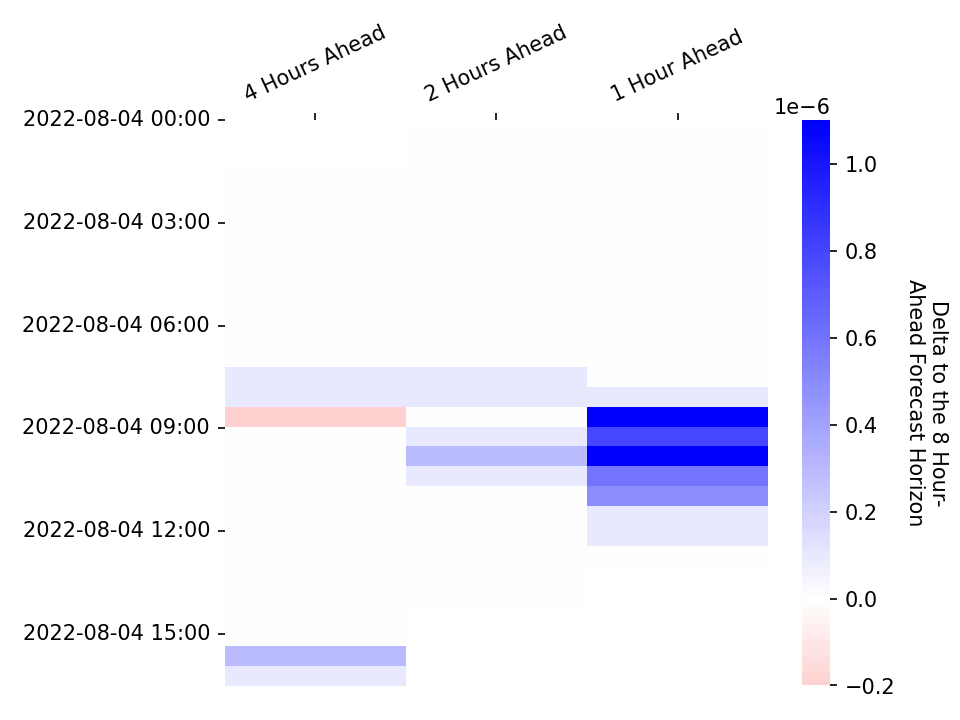 4 Hours Ahead
2 Hours Ahead
1 Hour Ahead
1e−6
2022-08-04 00:00
2022-08-04 03:00
2022-08-04 06:00
2022-08-04 09:00
2022-08-04 12:00
2022-08-04 15:00
1.0
0.8
0.6
0.4
0.2
0.0
−0.2
Delta to the 8 Hour-
Ahead Forecast Horizon